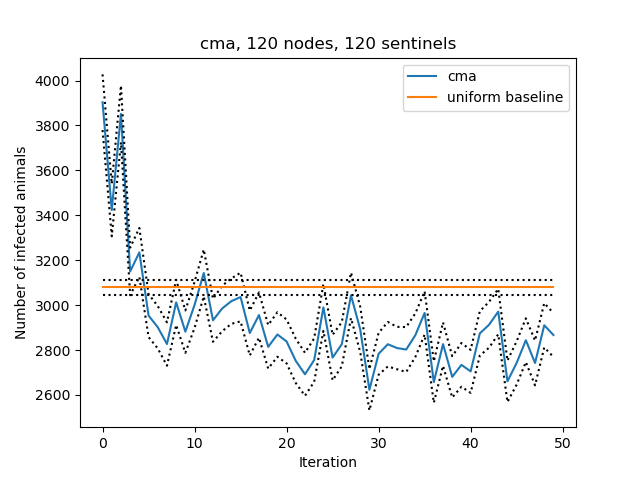 cma, 120 nodes, 120 sentinels
cma
uniform baseline
Number of infected animals
4000
3800
3600
3400
3200
3000
2800
2600
0 10 20 30 40 50
Iteration